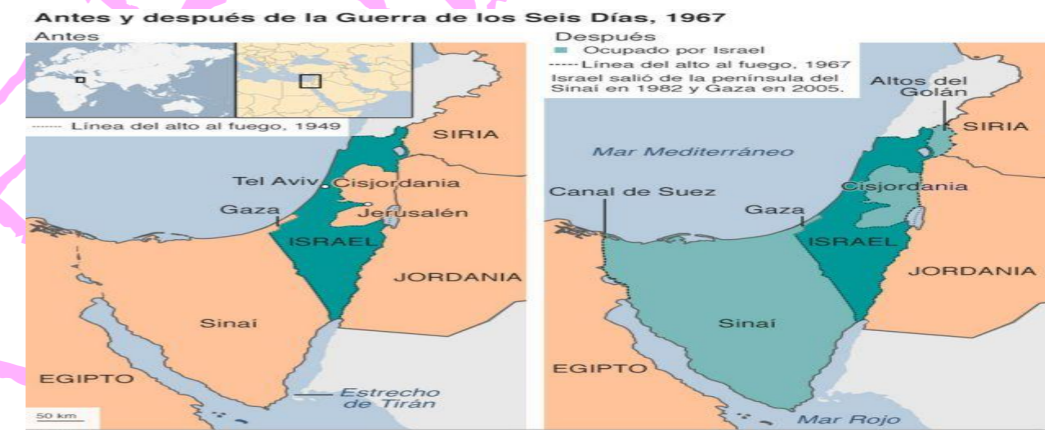 Antes y después de la Guerra de los Seis Días, 1967
Antes
------ Línea del alto al fuego, 1949
SIRIA
Tel Aviv
Cisjordania
Gaza
Jerusalén
ISRAEL
JORDANIA
Sinaí
EGIPTO
Estrecho
de Tirán
50 km
Después
Ocupado por Israel
----- Línea del alto al fuego, 1967
Israel salió de la península del
Sinaí en 1982 y Gaza en 2005.
Altos del
Golán
SIRIA
Mar Mediterráneo
Cisjordania
Canal de Suez
Gaza
ISRAEL
JORDANIA
Sinaí
EGIPTO
Mar Rojo